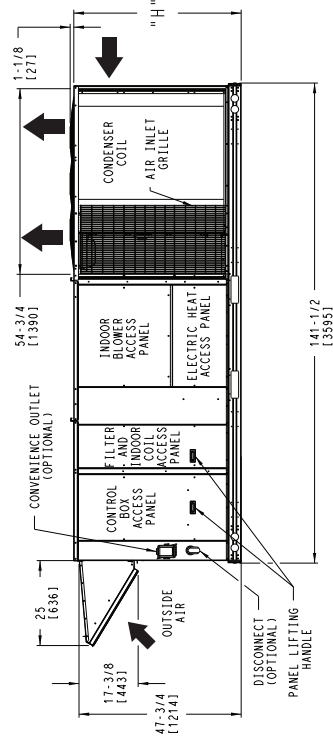 1-1/8
[27]
"H"
54-3/4
[1390]
CONDENSER
COIL
AIR INLET
GRILLE
CONVENIENCE OUTLET
(OPTIONAL)
INDOOR
BLOWER
ACCESS
PANEL
ELECTRIC HEAT
ACCESS PANEL
141-1/2
[3595]
FILTER
AND
INDOOR
COIL
ACCESS
PANEL
CONTROL
BOX
ACCESS
PANEL
25
[636]
OUTSIDE
AIR
17-3/8
[443]
47-3/4
[1214]
DISCONNECT
(OPTIONAL)
PANEL LIFTING
HANDLE